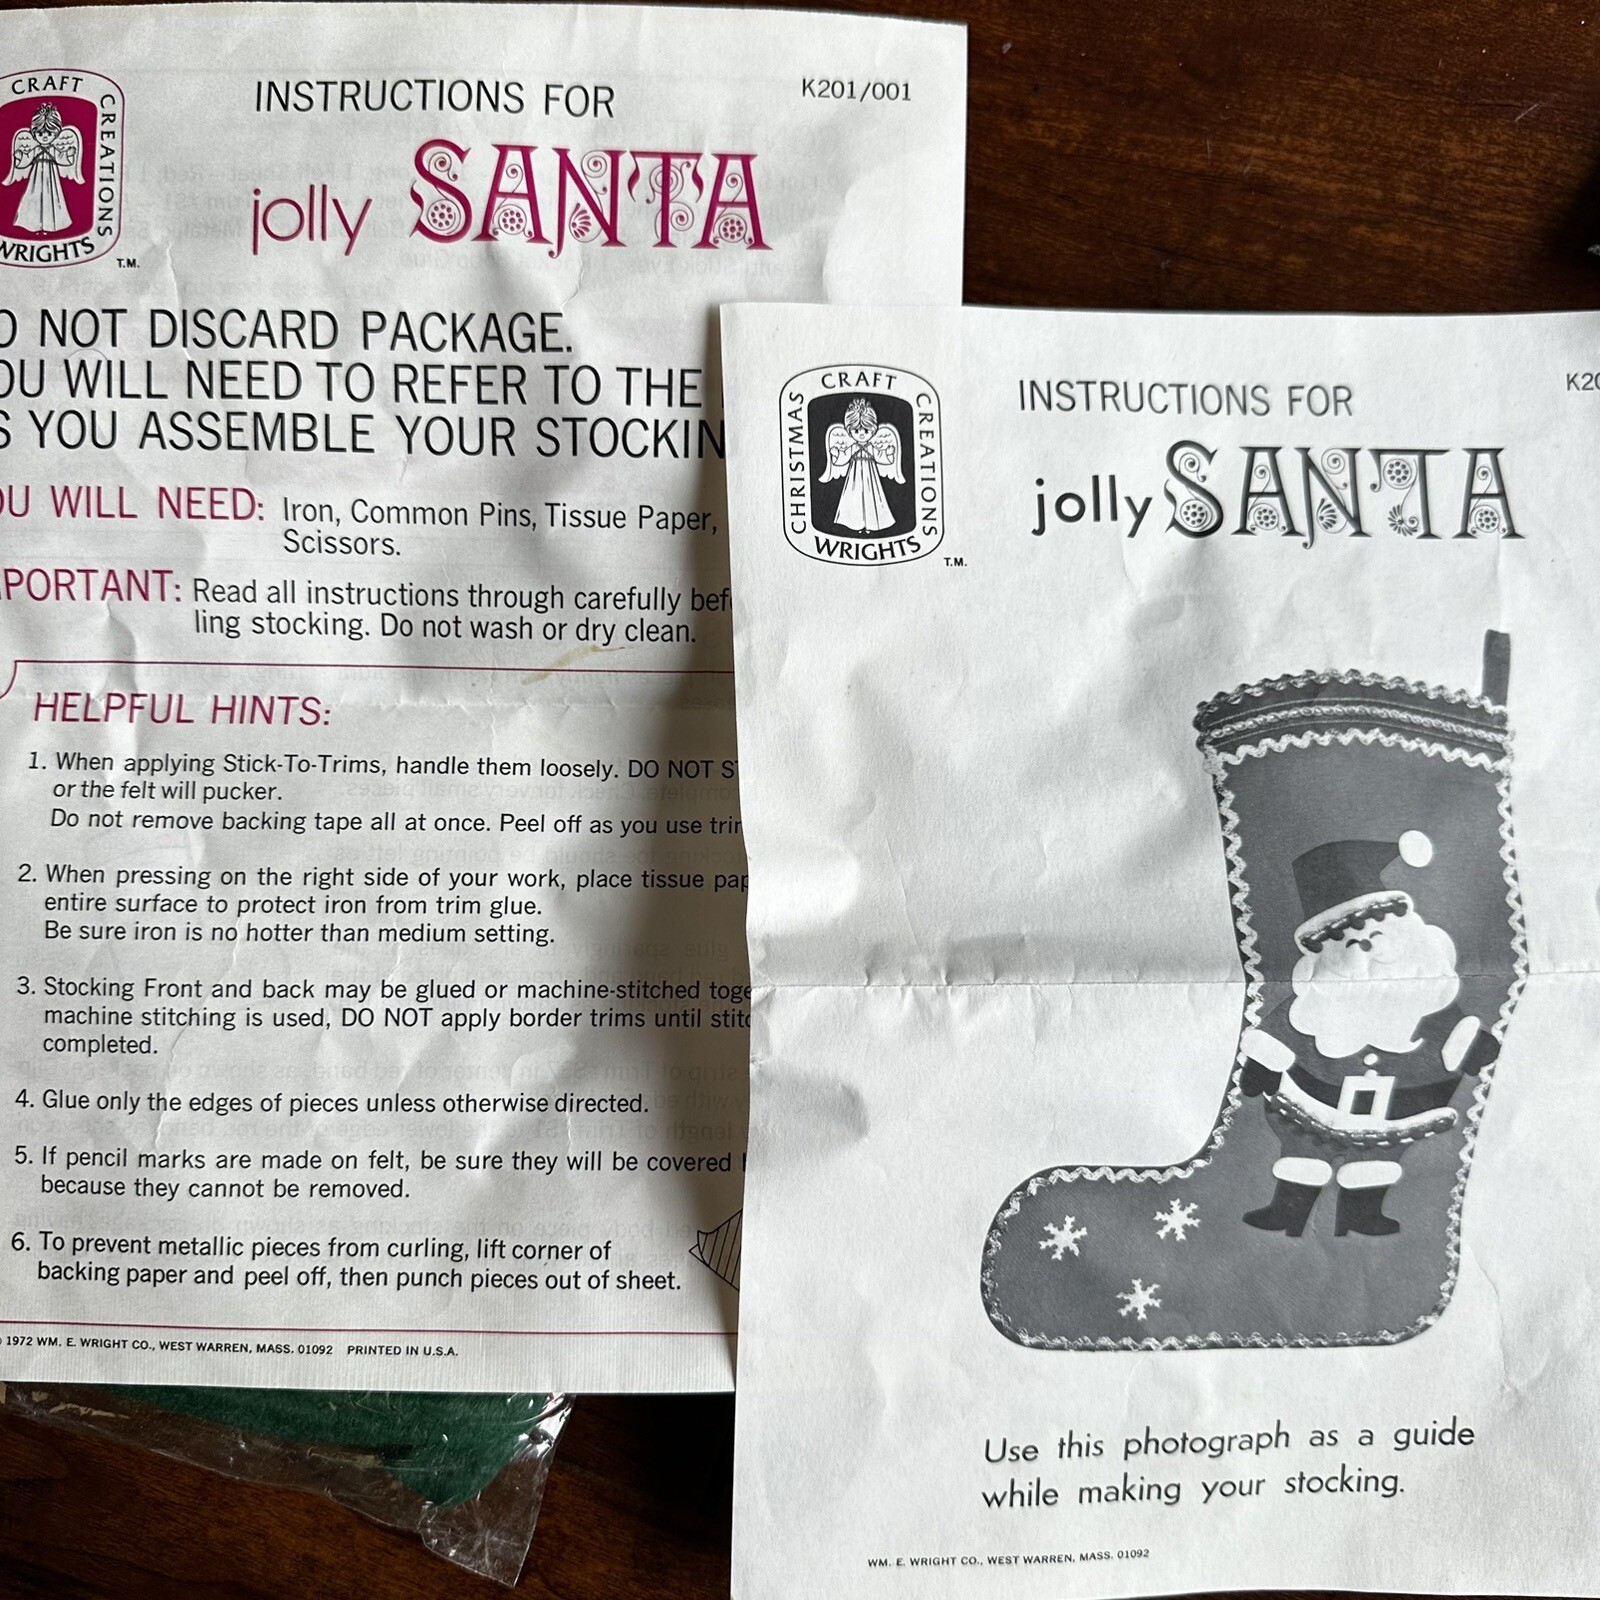 CRAFT CREATIONS
WRIGHTS
T.M.
INSTRUCTIONS FOR
K201/001
jolly SANTA
NOT DISCARD PACKAGE.
WILL NEED TO REFER TO THE
YOU ASSEMBLE YOUR STOCKIN
WILL NEED: Iron, Common Pins, Tissue Paper,
Scissors.
PORTANT: Read all instructions through carefully bef
ling stocking. Do not wash or dry clean.
HELPFUL HINTS:
1. When applying Stick-To-Trims, handle them loosely. DO NOT S
or the felt will pucker.
Do not remove backing tape all at once. Peel off as you use trim
2. When pressing on the right side of your work, place tissue pap
entire surface to protect iron from trim glue.
Be sure iron is no hotter than medium setting.
3. Stocking Front and back may be glued or machine-stitched toge
machine stitching is used, DO NOT apply border trims until stitc
completed.
4. Glue only the edges of pieces unless otherwise directed.
5. If pencil marks are made on felt, be sure they will be covered
because they cannot be removed.
6. To prevent metallic pieces from curling, lift corner of
backing paper and peel off, then punch pieces out of sheet.
1972 WM. E. WRIGHT CO., WEST WARREN, MASS. 01092 PRINTED IN U.S.A.
CHRISTMAS CRAFT CREATIONS
WRIGHTS
T.M.
INSTRUCTIONS FOR
K20
jolly SANTA
Use this photograph as a guide
while making your stocking.
WM. E. WRIGHT CO., WEST WARREN, MASS. 01092